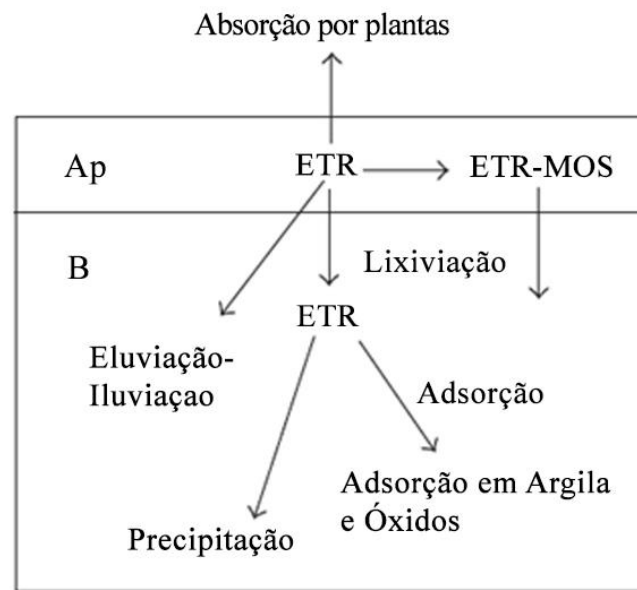 Absorção por plantas
Ap
ETR
ETR-MOS
B
Lixiviação
ETR
Eluviação-
Iluviaçao
Adsorção
Adsorção em Argila
e Óxidos
Precipitação